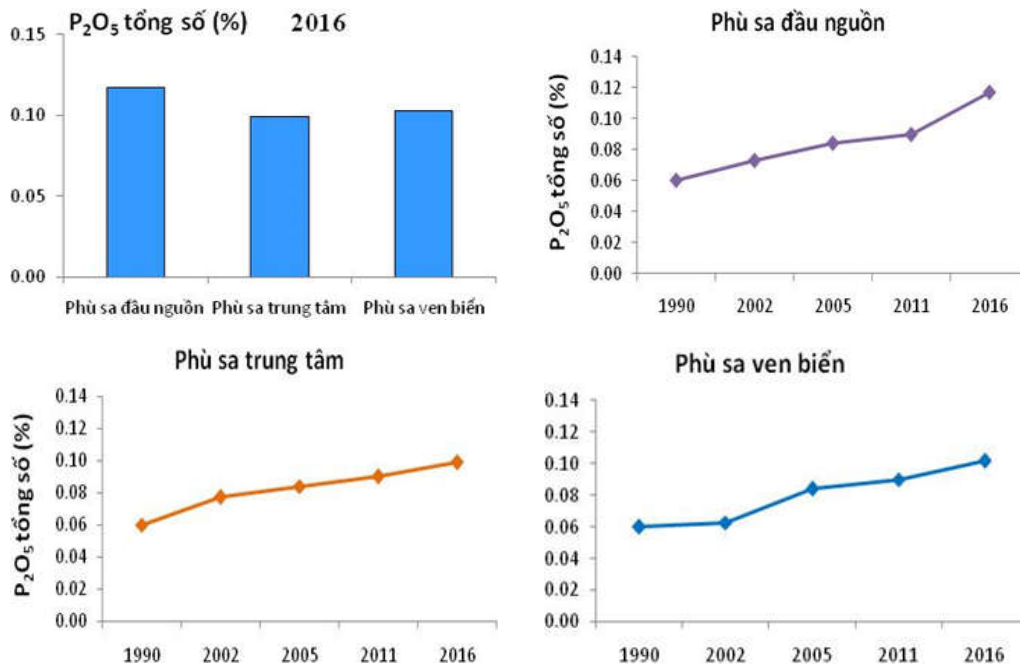 P₂O₅ tổng số (%) 2016
0.15
0.10
0.05
0.00
Phù sa đầu nguồn Phù sa trung tâm Phù sa ven biển
Phù sa đầu nguồn
P₂O₅ tổng số (%)
0.14
0.12
0.10
0.08
0.06
0.04
0.02
0.00
1990 2002 2005 2011 2016
Phù sa trung tâm
P₂O₅ tổng số (%)
0.14
0.12
0.10
0.08
0.06
0.04
0.02
0.00
1990 2002 2005 2011 2016
Phù sa ven biển
0.14
0.12
0.10
0.08
0.06
0.04
0.02
0.00
1990 2002 2005 2011 2016